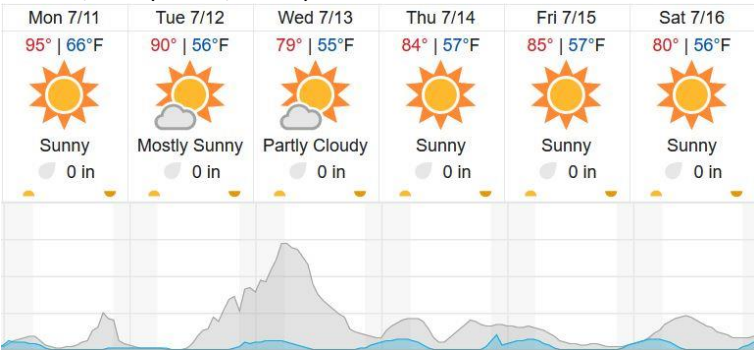 Mon 7/11 Tue 7/12 Wed 7/13 Thu 7/14 Fri 7/15 Sat 7/16
95° | 66°F 90° | 56°F 79° | 55°F 84° | 57°F 85° | 57°F 80° | 56°F
Sunny Mostly Sunny Partly Cloudy Sunny Sunny Sunny
0 in 0 in 0 in 0 in 0 in 0 in